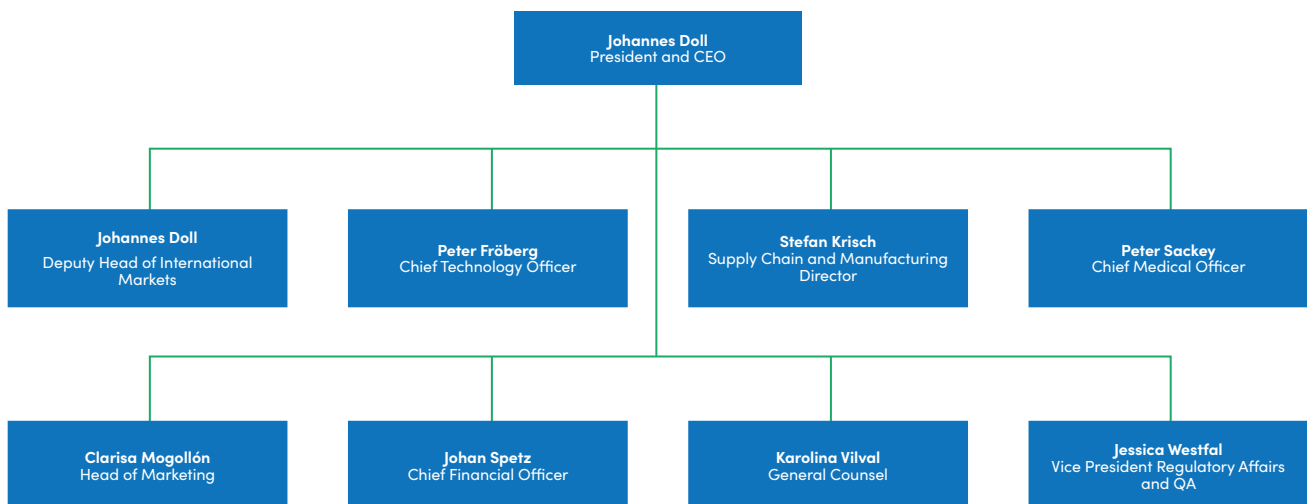 Johannes Doll
President and CEO
Johannes Doll
Deputy Head of International
Markets
Peter Fröberg
Chief Technology Officer
Stefan Krisch
Supply Chain and Manufacturing
Director
Peter Sackey
Chief Medical Officer
Clarisa Mogollón
Head of Marketing
Johan Spetz
Chief Financial Officer
Karolina Vilval
General Counsel
Jessica Westfal
Vice President Regulatory Affairs
and QA